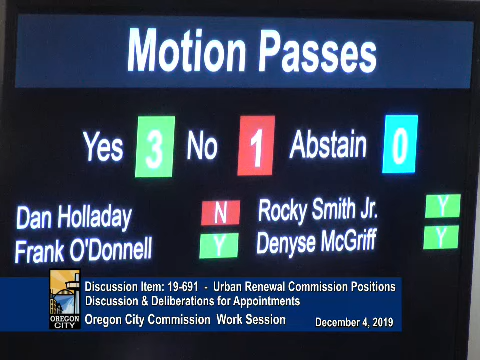 Motion Passes
Yes 3 No 1 Abstain 0
Dan Holladay N Rocky Smith Jr. Y
Frank O'Donnell Y Denyse McGriff Y
Discussion Item: 19-691 - Urban Renewal Commission Positions
Discussion & Deliberations for Appointments
Oregon City Commission Work Session December 4, 2019
OREGON
CITY